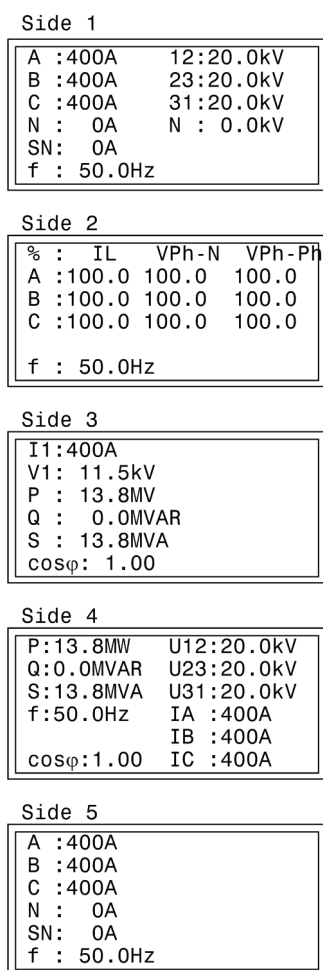 Side 1
A :400A 12:20.0kV
B :400A 23:20.0kV
C :400A 31:20.0kV
N : 0A N : 0.0kV
SN: 0A
f : 50.0Hz
Side 2
% : IL VPh-N VPh-Ph
A :100.0 100.0 100.0
B :100.0 100.0 100.0
C :100.0 100.0 100.0
f : 50.0Hz
Side 3
I1:400A
V1: 11.5kV
P : 13.8MV
Q : 0.0MVAR
S : 13.8MVA
cosφ: 1.00
Side 4
P:13.8MW U12:20.0kV
Q:0.0MVAR U23:20.0kV
S:13.8MVA U31:20.0kV
f:50.0Hz IA :400A
IB :400A
cosφ:1.00 IC :400A
Side 5
A :400A
B :400A
C :400A
N : 0A
SN: 0A
f : 50.0Hz